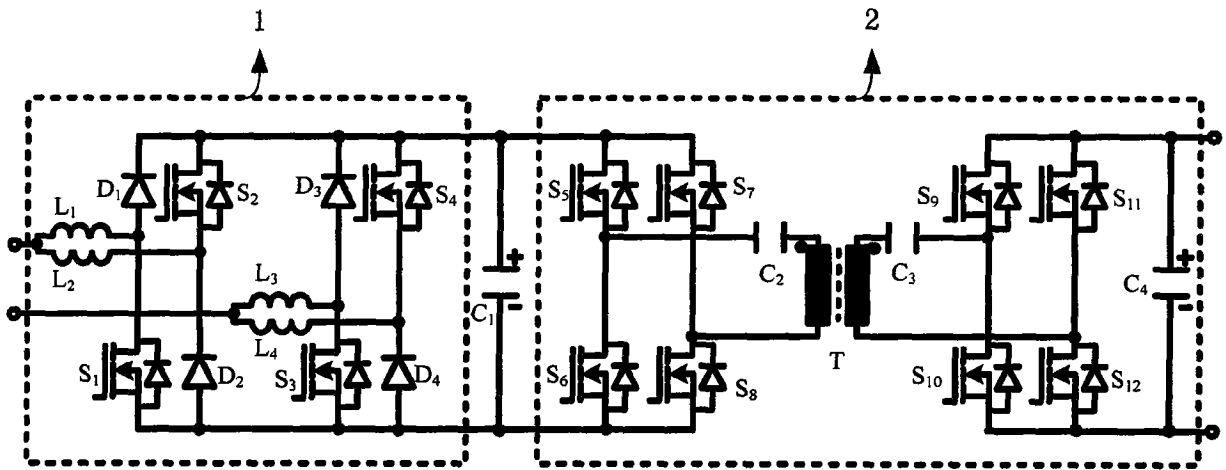 1
2
D₁
S₂
D₃
S₄
S₅
S₇
S₉
S₁₁
L₁
L₂
L₃
L₄
C₁
+
-
C₂
C₃
C₄
+
-
T
S₁
D₂
S₃
D₄
S₆
S₈
S₁₀
S₁₂